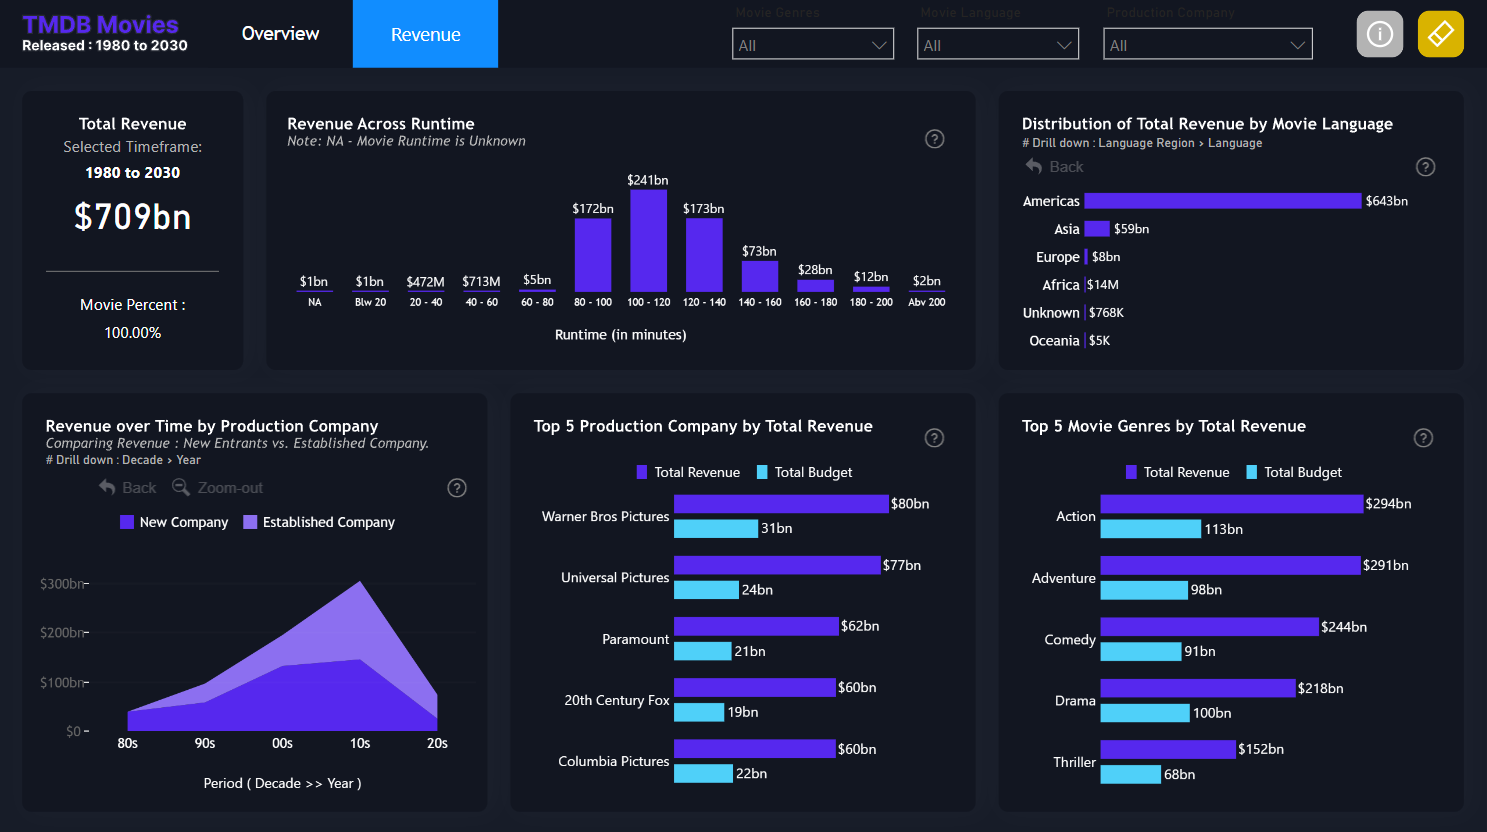 TMDB Movies
Released : 1980 to 2030
Overview
Revenue
Movie Genres
All
Movie Language
All
Production Company
All
Total Revenue
Selected Timeframe:
1980 to 2030
$709bn
Movie Percent :
100.00%
Revenue Across Runtime
Note: NA - Movie Runtime is Unknown
?
$1bn $1bn $472M $713M $5bn $172bn $241bn $173bn $73bn $28bn $12bn $2bn
NA Blw 20 20 - 40 40 - 60 60 - 80 80 - 100 100 - 120 120 - 140 140 - 160 160 - 180 180 - 200 Abv 200
Runtime (in minutes)
Distribution of Total Revenue by Movie Language
# Drill down : Language Region > Language
Back
?
Americas $643bn
Asia $59bn
Europe $8bn
Africa $14M
Unknown $768K
Oceania $5K
Revenue over Time by Production Company
Comparing Revenue : New Entrants vs. Established Company.
# Drill down : Decade > Year
Back Zoom-out
?
New Company Established Company
$300bn
$200bn
$100bn
$0
80s 90s 00s 10s 20s
Period ( Decade >> Year )
Top 5 Production Company by Total Revenue
?
Total Revenue Total Budget
Warner Bros Pictures $80bn
31bn
Universal Pictures $77bn
24bn
Paramount $62bn
21bn
20th Century Fox $60bn
19bn
Columbia Pictures $60bn
22bn
Top 5 Movie Genres by Total Revenue
?
Total Revenue Total Budget
Action $294bn
113bn
Adventure $291bn
98bn
Comedy $244bn
91bn
Drama $218bn
100bn
Thriller $152bn
68bn